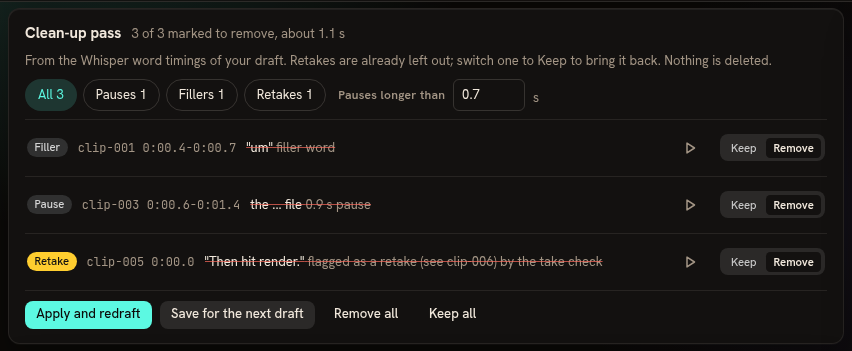 Clean-up pass 3 of 3 marked to remove, about 1.1 s
From the Whisper word timings of your draft. Retakes are already left out; switch one to Keep to bring it back. Nothing is deleted.
All 3 Pauses 1 Fillers 1 Retakes 1 Pauses longer than 0.7 s
Filler clip-001 0:00.4-0:00.7 "um" filler word Keep Remove
Pause clip-003 0:00.6-0:01.4 the ... file 0.9 s pause Keep Remove
Retake clip-005 0:00.0 "Then hit render." flagged as a retake (see clip-006) by the take check Keep Remove
Apply and redraft Save for the next draft Remove all Keep all